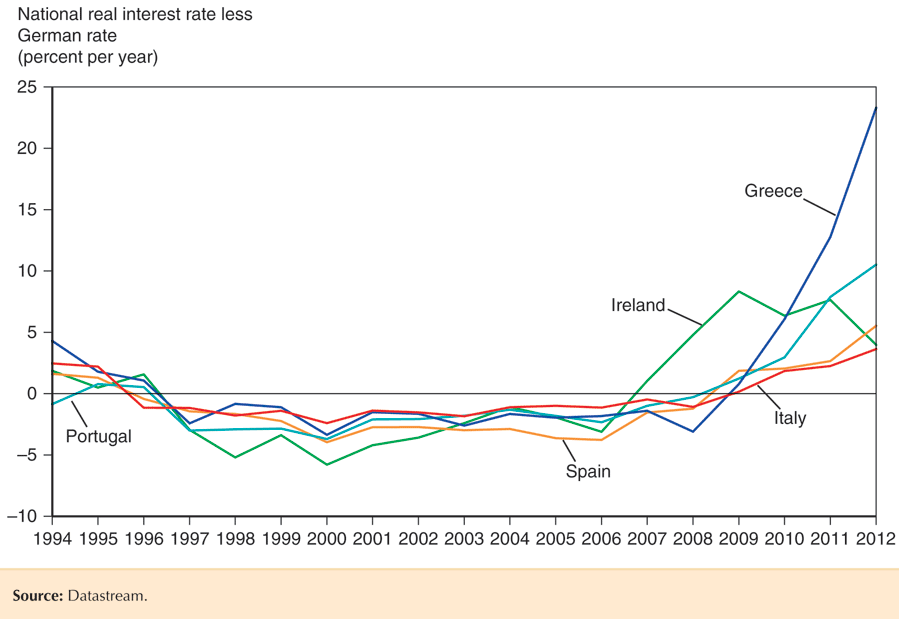 National real interest rate less
German rate
(percent per year)
25
20
15
10
5
0
–5
–10
Greece
Ireland
Portugal
Italy
Spain
1994 1995 1996 1997 1998 1999 2000 2001 2002 2003 2004 2005 2006 2007 2008 2009 2010 2011 2012
Source: Datastream.